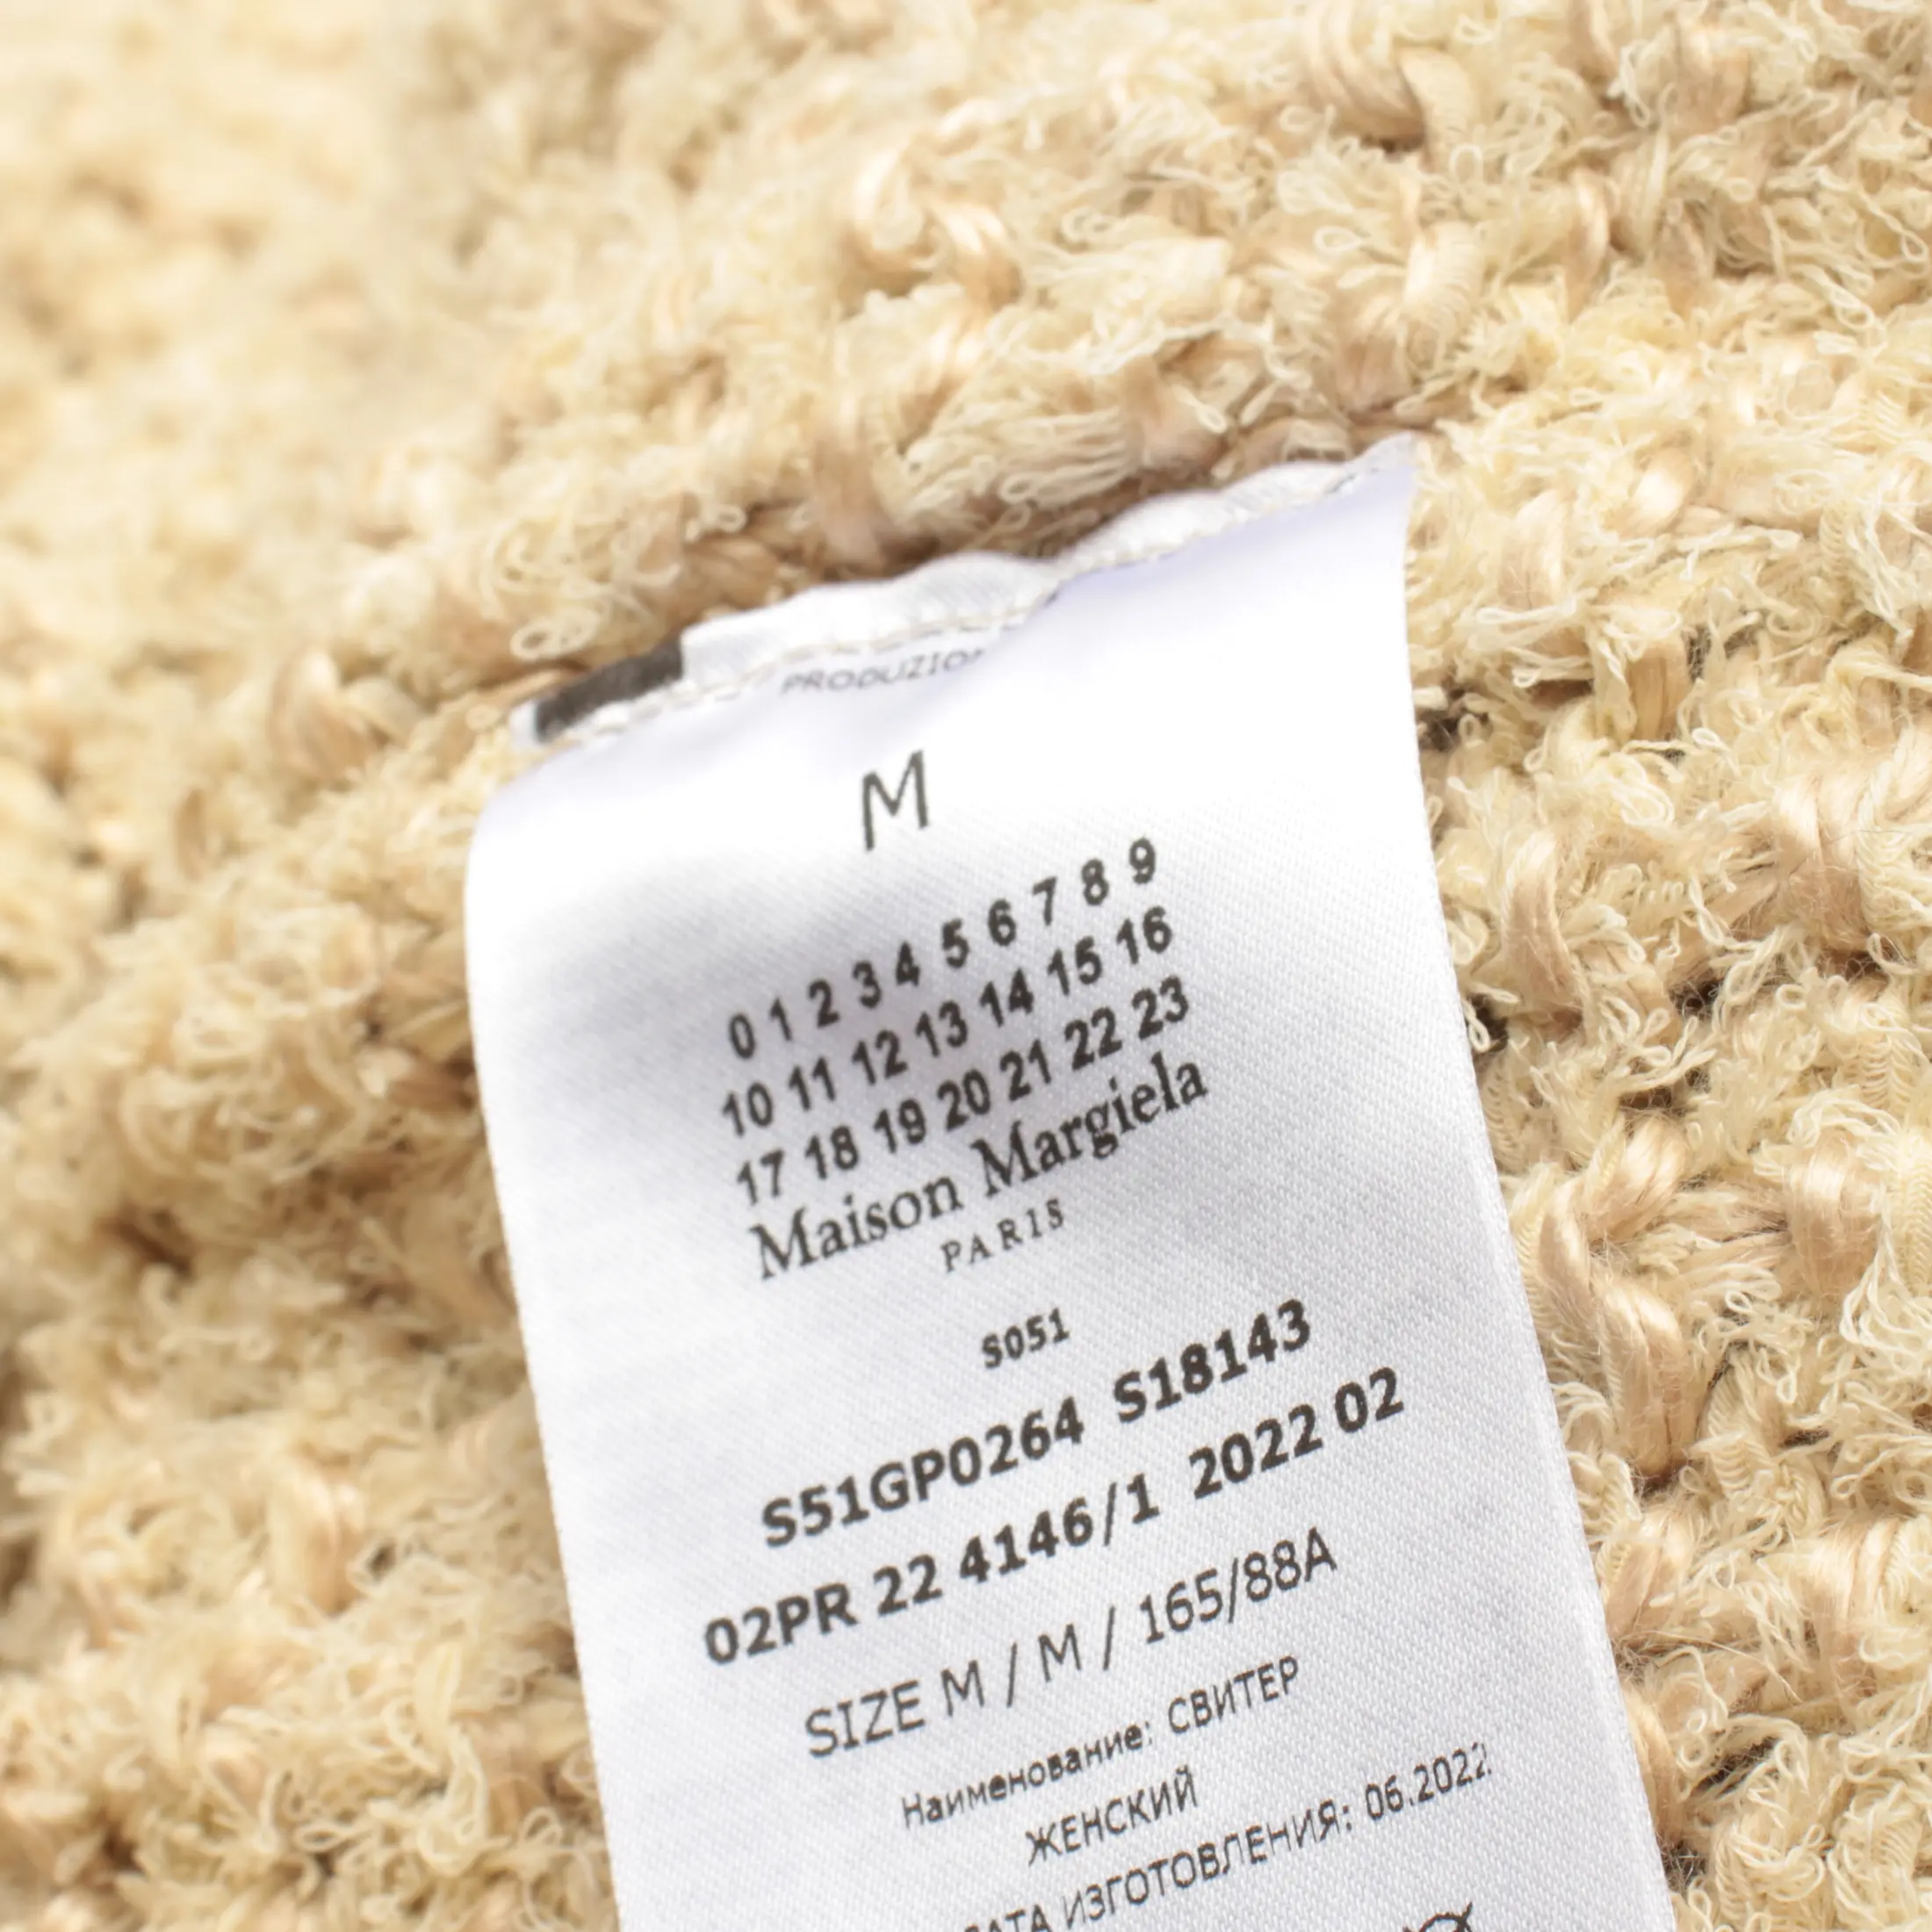 M
0 1 2 3 4 5 6 7 8 9
10 11 12 13 14 15 16
17 18 19 20 21 22 23
Maison Margiela
PARIS
S051
S51GP0264 S18143
02PR 22 4146/1 2022 02
SIZE M / M / 165/88A
Наименование: СВИТЕР
ЖЕНСКИЙ
ИЗГОТОВЛЕНИЯ: 06.2022